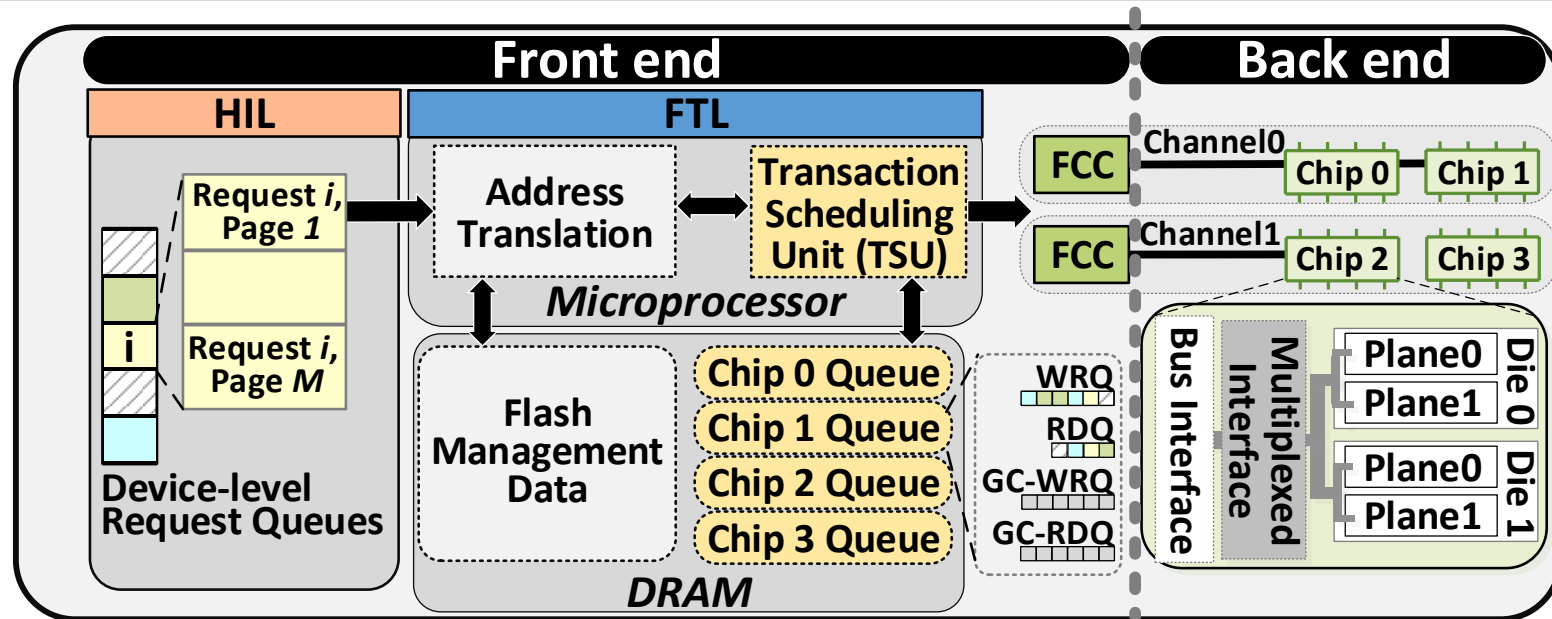 Front end
Back end
HIL
FTL
Request i,
Page 1
i
Request i,
Page M
Device-level
Request Queues
Address
Translation
Transaction
Scheduling
Unit (TSU)
Microprocessor
Flash
Management
Data
Chip 0 Queue
Chip 1 Queue
Chip 2 Queue
Chip 3 Queue
DRAM
WRQ
RDQ
GC-WRQ
GC-RDQ
FCC
Channel0
Chip 0
Chip 1
FCC
Channel1
Chip 2
Chip 3
Bus Interface
Multiplexed
Interface
Plane0
Plane1
Die 0
Plane0
Plane1
Die 1